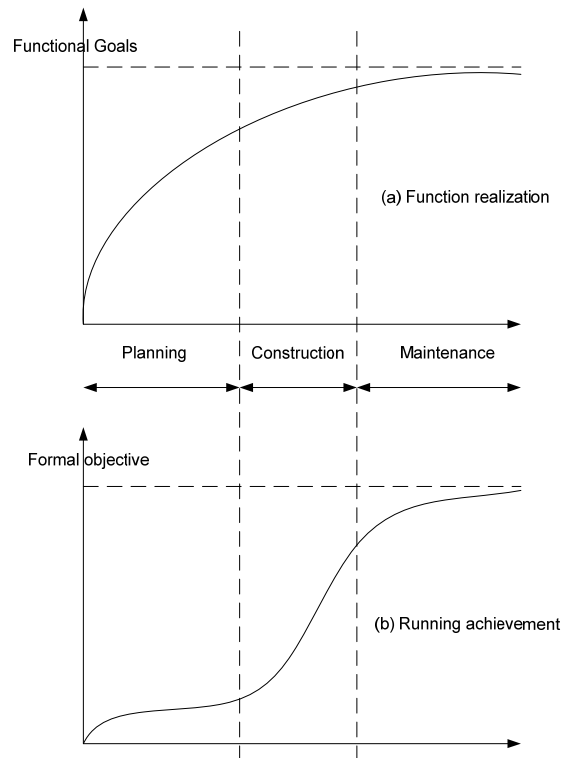 Functional Goals
(a) Function realization
Planning
Construction
Maintenance
Formal objective
(b) Running achievement